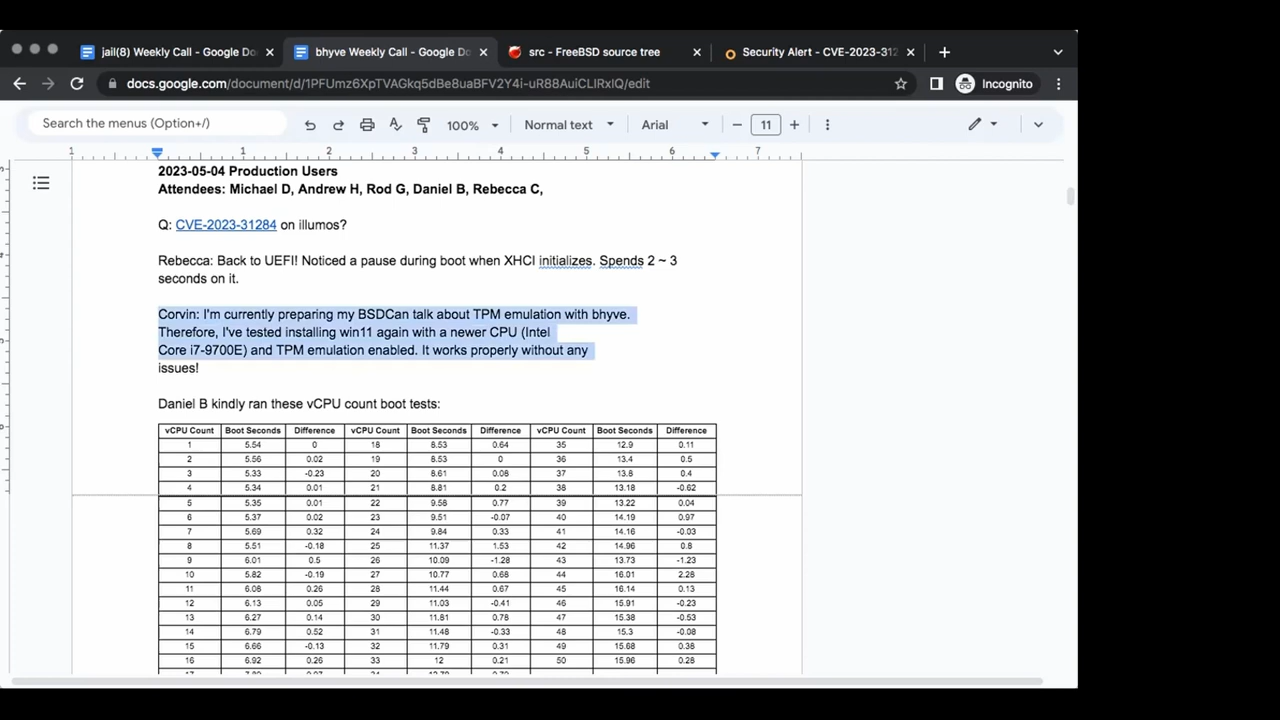 jail(8) Weekly Call - Google Do
bhyve Weekly Call - Google Do
src - FreeBSD source tree
Security Alert - CVE-2023-312
docs.google.com/document/d/1PFUmz6XpTVAGkq5dBe8uaBFV2Y4i-uR88AuiCLlRxIQ/edit
Incognito
Search the menus (Option+/)
100%
Normal text
Arial
11
1 1 2 3 4 5 6 7
2023-05-04 Production Users
Attendees: Michael D, Andrew H, Rod G, Daniel B, Rebecca C,
Q: CVE-2023-31284 on illumos?
Rebecca: Back to UEFI! Noticed a pause during boot when XHCI initializes. Spends 2 ~ 3
seconds on it.
Corvin: I'm currently preparing my BSDCan talk about TPM emulation with bhyve.
Therefore, I've tested installing win11 again with a newer CPU (Intel
Core i7-9700E) and TPM emulation enabled. It works properly without any
issues!
Daniel B kindly ran these vCPU count boot tests:
vCPU Count Boot Seconds Difference vCPU Count Boot Seconds Difference vCPU Count Boot Seconds Difference
1 5.54 0 18 8.53 0.64 35 12.9 0.11
2 5.56 0.02 19 8.53 0 36 13.4 0.5
3 5.33 -0.23 20 8.61 0.08 37 13.8 0.4
4 5.34 0.01 21 8.81 0.2 38 13.18 -0.62
5 5.35 0.01 22 9.58 0.77 39 13.22 0.04
6 5.37 0.02 23 9.51 -0.07 40 14.19 0.97
7 5.69 0.32 24 9.84 0.33 41 14.16 -0.03
8 5.51 -0.18 25 11.37 1.53 42 14.96 0.8
9 6.01 0.5 26 10.09 -1.28 43 13.73 -1.23
10 5.82 -0.19 27 10.77 0.68 44 16.01 2.28
11 6.08 0.26 28 11.44 0.67 45 16.14 0.13
12 6.13 0.05 29 11.03 -0.41 46 15.91 -0.23
13 6.27 0.14 30 11.81 0.78 47 15.38 -0.53
14 6.79 0.52 31 11.48 -0.33 48 15.3 -0.08
15 6.66 -0.13 32 11.79 0.31 49 15.68 0.38
16 6.92 0.26 33 12 0.21 50 15.96 0.28